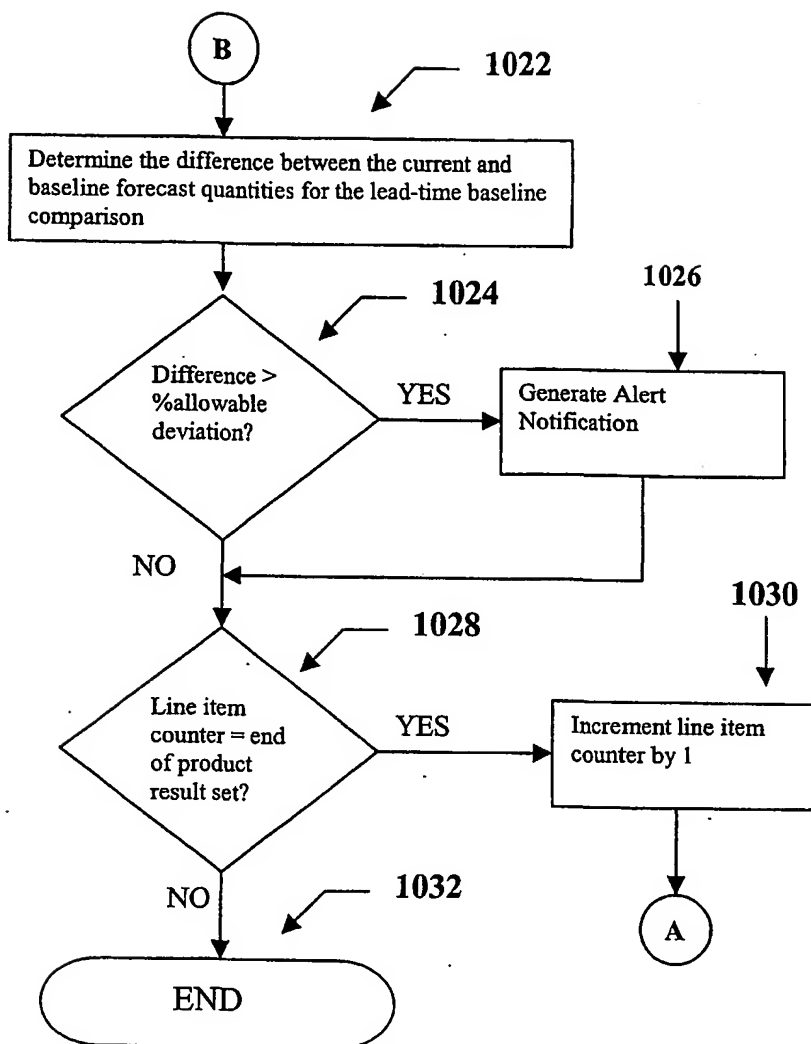 B
1022
Determine the difference between the current and
baseline forecast quantities for the lead-time baseline
comparison
1024
1026
Difference >
%allowable
deviation?
YES
Generate Alert
Notification
NO
1028
1030
Line item
counter = end
of product
result set?
YES
Increment line item
counter by 1
NO
1032
A
END